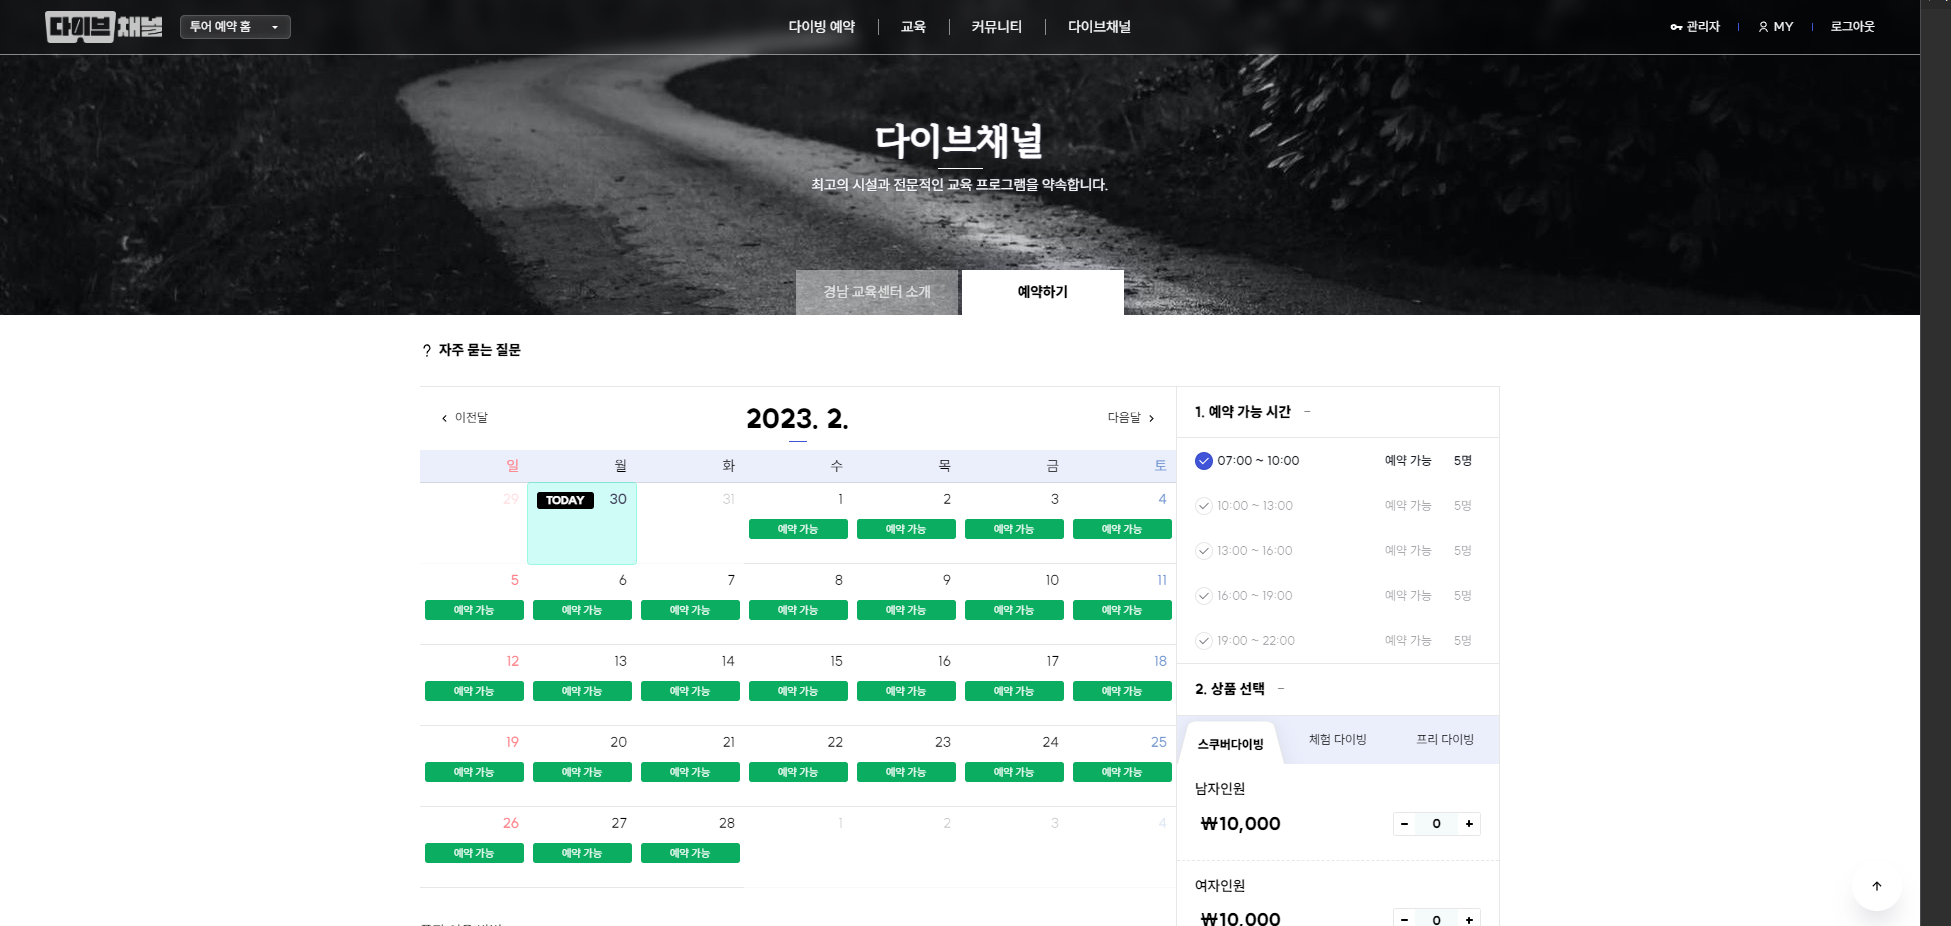 다이브채널
투어 예약 홈
다이빙 예약
교육
커뮤니티
다이브채널
관리자
MY
로그아웃
다이브채널
최고의 시설과 전문적인 교육 프로그램을 약속합니다.
경남 교육센터 소개
예약하기
? 자주 묻는 질문
이전달
2023. 2.
다음달
일 월 화 수 목 금 토
29 TODAY 30 31 1 2 3 4
예약 가능 예약 가능 예약 가능 예약 가능
5 6 7 8 9 10 11
예약 가능 예약 가능 예약 가능 예약 가능 예약 가능 예약 가능 예약 가능
12 13 14 15 16 17 18
예약 가능 예약 가능 예약 가능 예약 가능 예약 가능 예약 가능 예약 가능
19 20 21 22 23 24 25
예약 가능 예약 가능 예약 가능 예약 가능 예약 가능 예약 가능 예약 가능
26 27 28 1 2 3 4
예약 가능 예약 가능 예약 가능
1. 예약 가능 시간 –
07:00 ~ 10:00 예약 가능 5명
10:00 ~ 13:00 예약 가능 5명
13:00 ~ 16:00 예약 가능 5명
16:00 ~ 19:00 예약 가능 5명
19:00 ~ 22:00 예약 가능 5명
2. 상품 선택 –
스쿠버다이빙 체험 다이빙 프리 다이빙
남자인원
₩10,000 - 0 +
여자인원
₩10,000 - 0 +